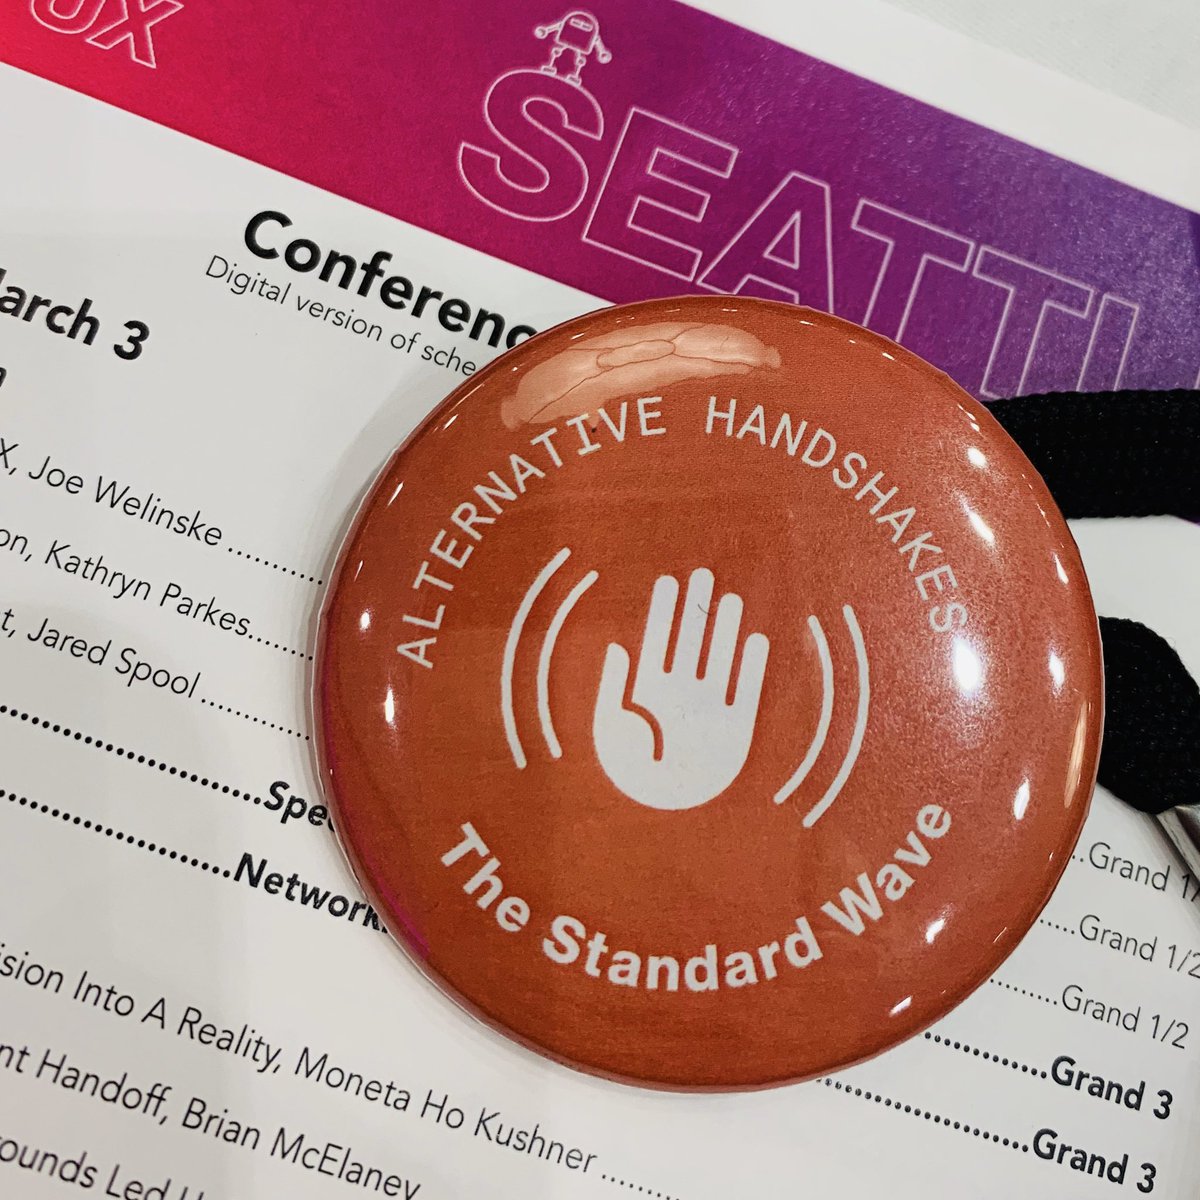 UX
SEATTL
Conferenc
Digital version of sche
March 3
X, Joe Welinske
on, Kathryn Parkes
t, Jared Spool
Spe
Network
ision Into A Reality, Moneta Ho Kushner
nt Handoff, Brian McElaney
ounds Led
ALTERNATIVE HANDSHAKES
The Standard Wave
Grand 1/
Grand 1/2
Grand 1/2
Grand 3
Grand 3